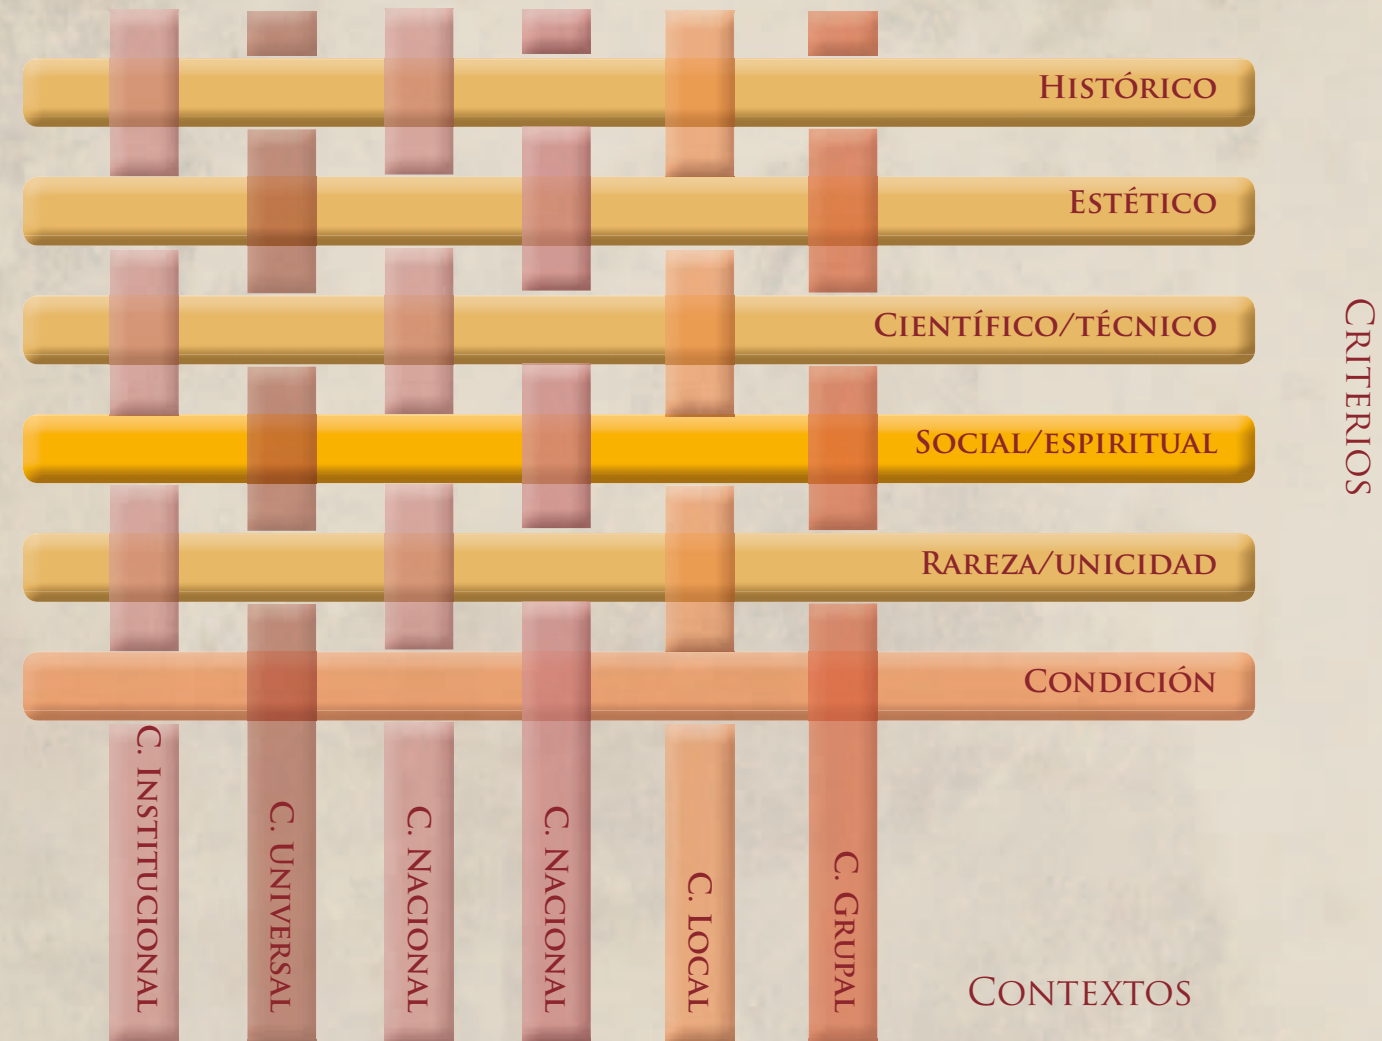 Histórico
Estético
Científico/técnico
Social/espiritual
Rareza/unicidad
Condición
Criterios
C. Institucional
C. Universal
C. Nacional
C. Nacional
C. Local
C. Grupal
Contextos